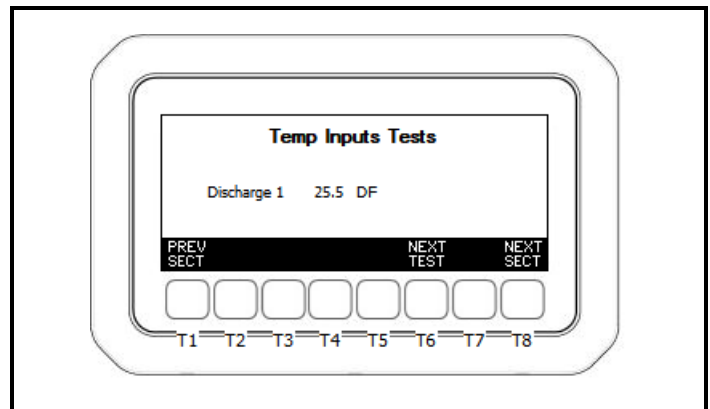 Temp Inputs Tests
Discharge 1 25.5 DF
PREV NEXT NEXT
SECT TEST SECT
T1 T2 T3 T4 T5 T6 T7 T8